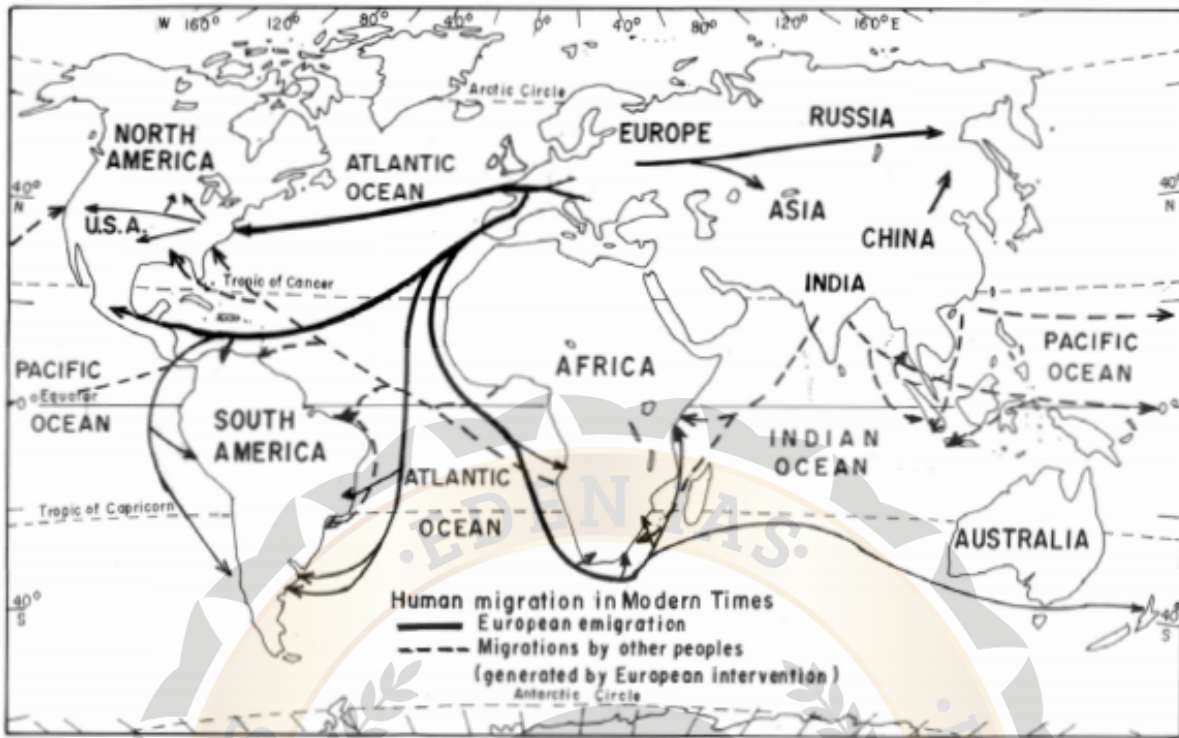 W 160° 120° 80° 40° 0° 40° 80° 120° 160°E
Arctic Circle
NORTH
AMERICA
ATLANTIC
OCEAN
EUROPE
RUSSIA
40°
N
40°
N
U.S.A.
ASIA
CHINA
INDIA
Tropic of Cancer
PACIFIC
OCEAN
AFRICA
PACIFIC
OCEAN
Equator
0°
0°
SOUTH
AMERICA
INDIAN
OCEAN
ATLANTIC
OCEAN
Tropic of Capricorn
·EDENTAS·
AUSTRALIA
40°
S
40°
S
Human migration in Modern Times
European emigration
Migrations by other peoples
(generated by European intervention)
Antarctic Circle